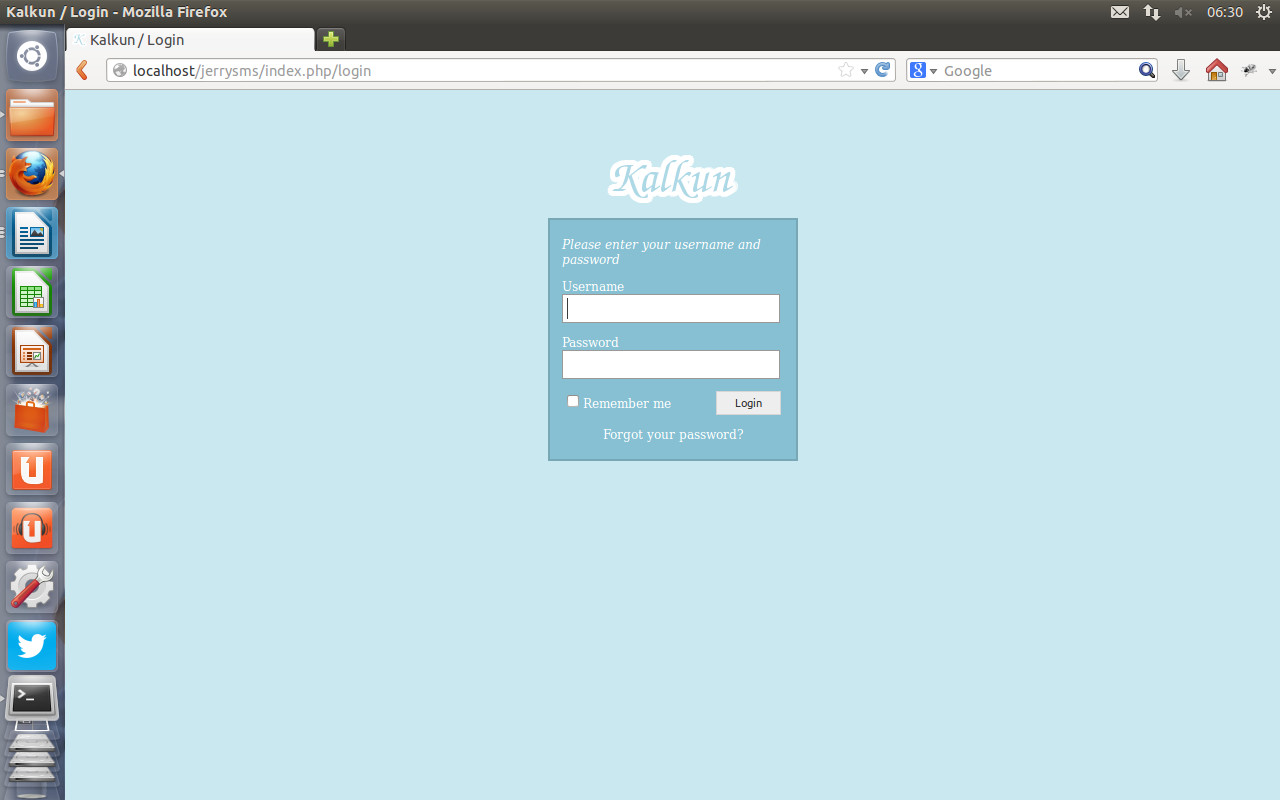 Kalkun / Login - Mozilla Firefox
06:30
Kalkun / Login
localhost/jerrysms/index.php/login
Google
Kalkun
Please enter your username and
password
Username
Password
Remember me
Login
Forgot your password?